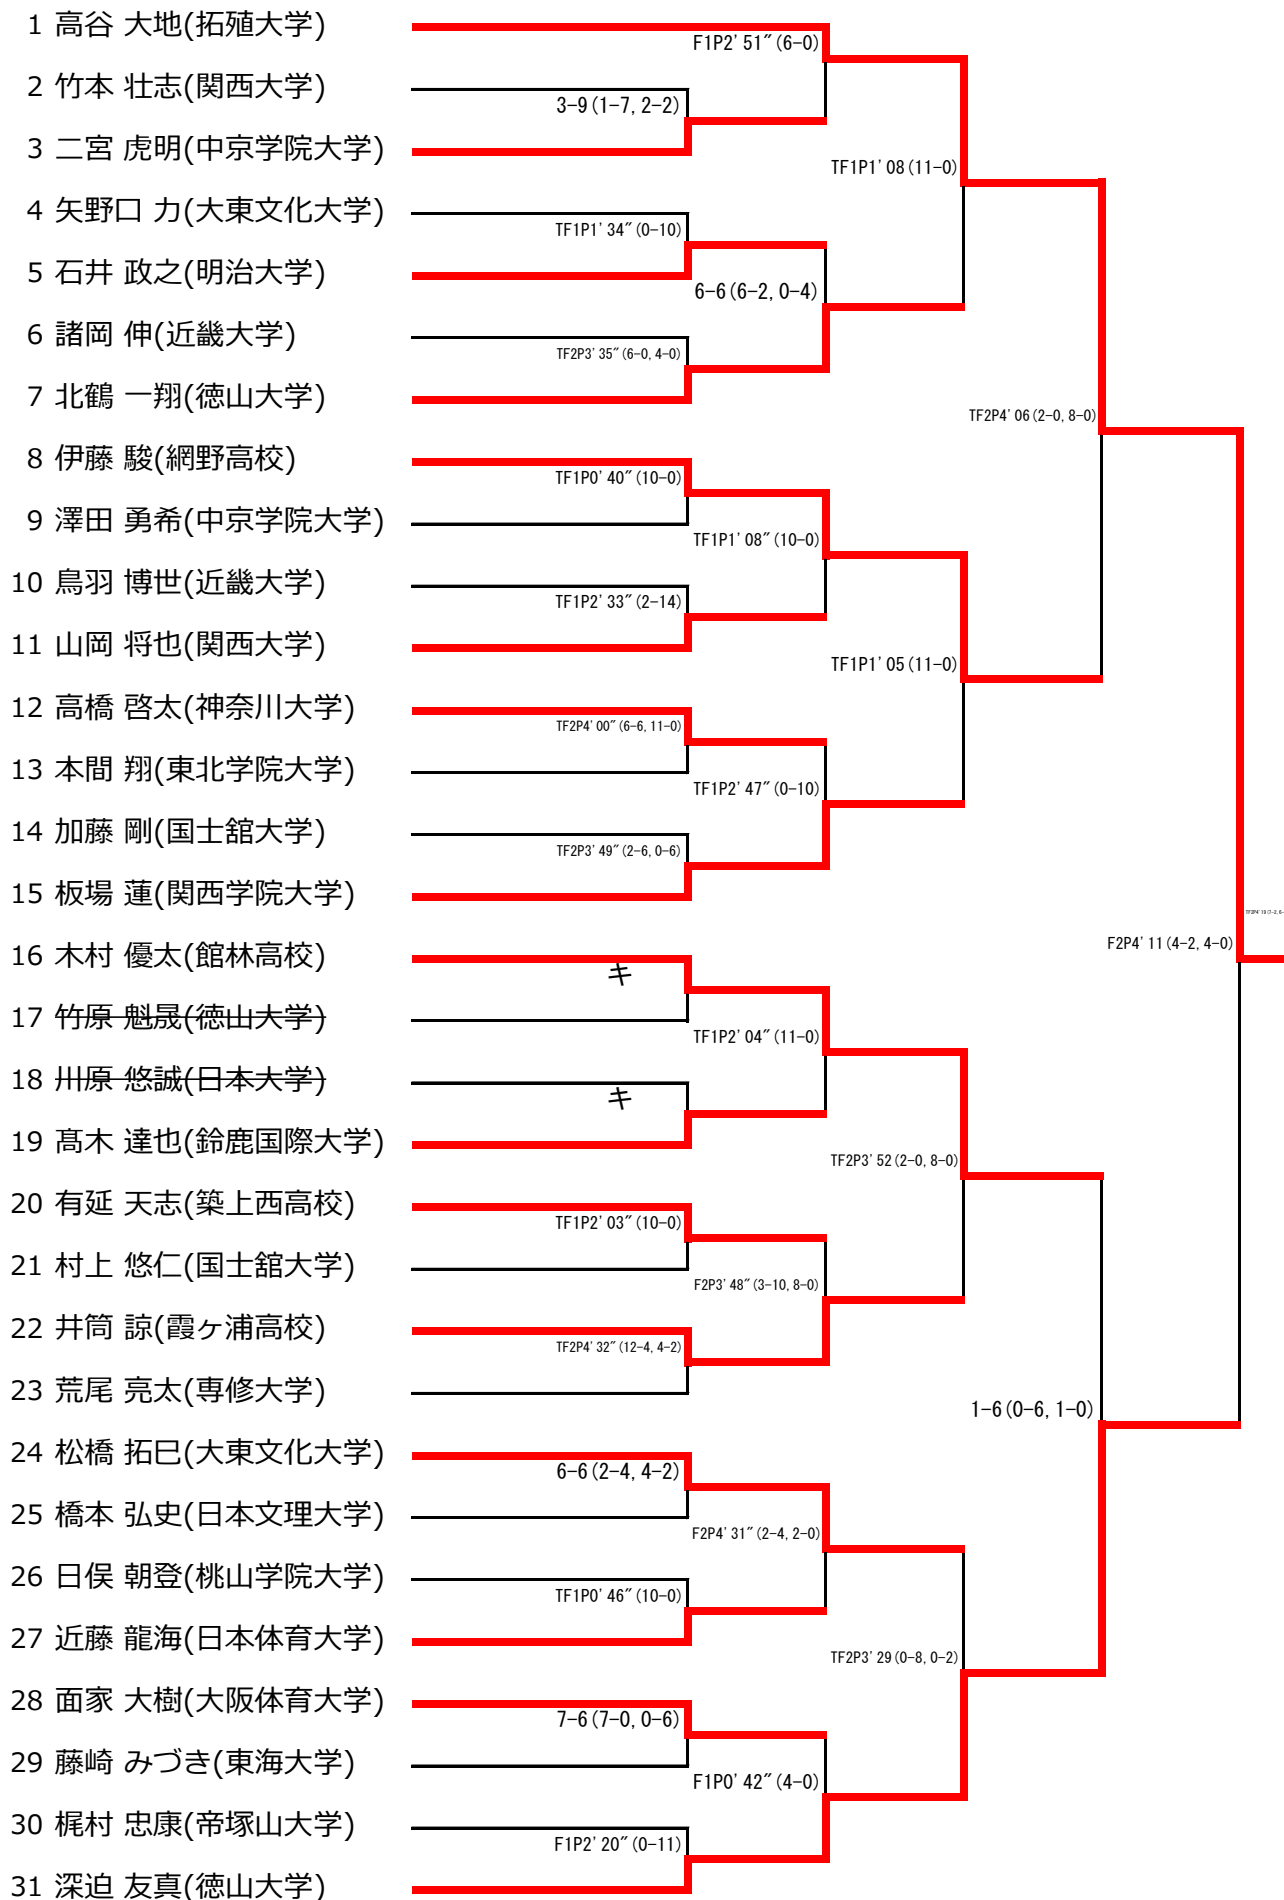 1 高谷 大地(拓殖大学)
F1P2'51″(6-0)
2 竹本 壮志(関西大学)
3-9(1-7, 2-2)
3 二宮 虎明(中京学院大学)
TF1P1'08(11-0)
4 矢野口 力(大東文化大学)
TF1P1'34″(0-10)
5 石井 政之(明治大学)
6-6(6-2, 0-4)
6 諸岡 伸(近畿大学)
TF2P3'35″(6-0, 4-0)
7 北鶴 一翔(徳山大学)
TF2P4'06(2-0, 8-0)
8 伊藤 駿(網野高校)
TF1P0'40″(10-0)
9 澤田 勇希(中京学院大学)
TF1P1'08″(10-0)
10 鳥羽 博世(近畿大学)
TF1P2'33″(2-14)
11 山岡 将也(関西大学)
TF1P1'05(11-0)
12 高橋 啓太(神奈川大学)
TF2P4'00″(6-6, 11-0)
13 本間 翔(東北学院大学)
TF1P2'47″(0-10)
14 加藤 剛(国士舘大学)
TF2P3'49″(2-6, 0-6)
15 板場 蓮(関西学院大学)
TF2P4'19(7-2, 6-
16 木村 優太(館林高校)
F2P4'11(4-2, 4-0)
キ
17 竹原 魁晟(徳山大学)
TF1P2'04″(11-0)
18 川原 悠誠(日本大学)
キ
19 髙木 達也(鈴鹿国際大学)
TF2P3'52(2-0, 8-0)
20 有延 天志(築上西高校)
TF1P2'03″(10-0)
21 村上 悠仁(国士舘大学)
F2P3'48″(3-10, 8-0)
22 井筒 諒(霞ヶ浦高校)
TF2P4'32″(12-4, 4-2)
23 荒尾 亮太(専修大学)
1-6(0-6, 1-0)
24 松橋 拓巳(大東文化大学)
6-6(2-4, 4-2)
25 橋本 弘史(日本文理大学)
F2P4'31″(2-4, 2-0)
26 日俣 朝登(桃山学院大学)
TF1P0'46″(10-0)
27 近藤 龍海(日本体育大学)
TF2P3'29(0-8, 0-2)
28 面家 大樹(大阪体育大学)
7-6(7-0, 0-6)
29 藤崎 みづき(東海大学)
F1P0'42″(4-0)
30 梶村 忠康(帝塚山大学)
F1P2'20″(0-11)
31 深迫 友真(徳山大学)